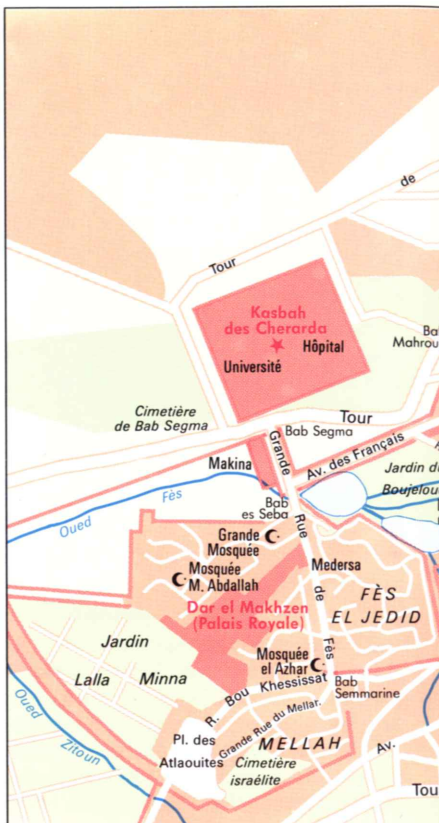 de
Tour
Kasbah
des Cherarda
Hôpital
Université
Mahrou
Cimetière
de Bab Segma
Tour
Bab Segma
Grande
Av. des Français
Makina
Jardin du
Boujelou
Oued
Fès
Bab
es Seba
Rue
Grande
Mosquée
Medersa
Mosquée
M. Abdallah
de
FÈS
EL JEDID
Dar el Makhzen
(Palais Royale)
Fès
Jardin
Lalla Minna
Mosquée
el Azhar
R. Bou Khessissat
Bab
Semmarine
Oued
Zitoun
Grande Rue du Mellar.
Pl. des
Atlaouites
MELLAH
Av.
Cimetière
israélite
Tou